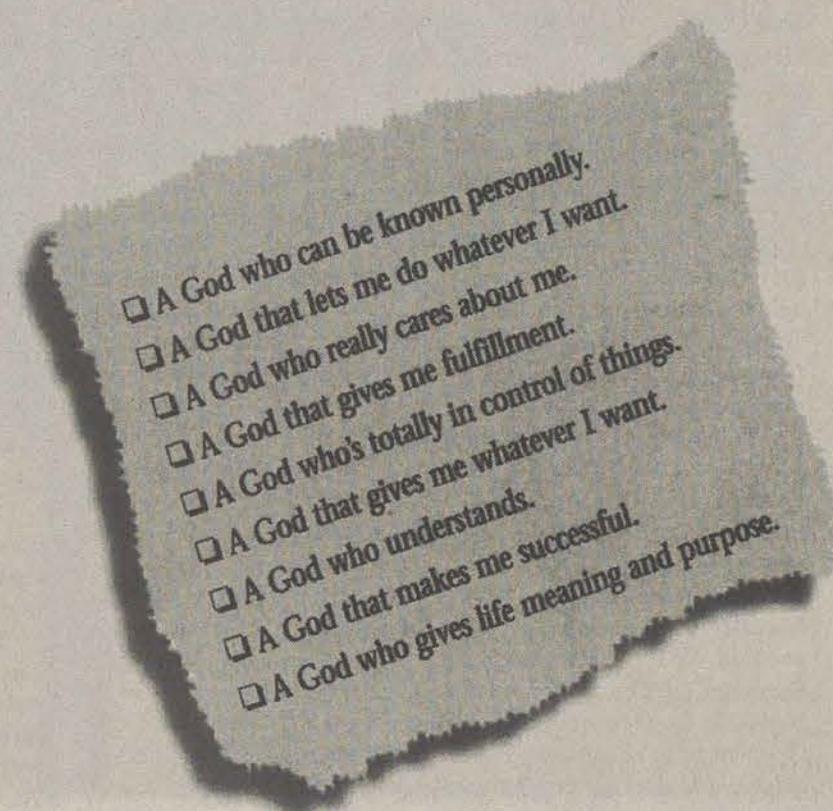 ❑ A God who can be known personally.
❑ A God that lets me do whatever I want.
❑ A God who really cares about me.
❑ A God that gives me fulfillment.
❑ A God who's totally in control of things.
❑ A God that gives me whatever I want.
❑ A God who understands.
❑ A God that makes me successful.
❑ A God who gives life meaning and purpose.